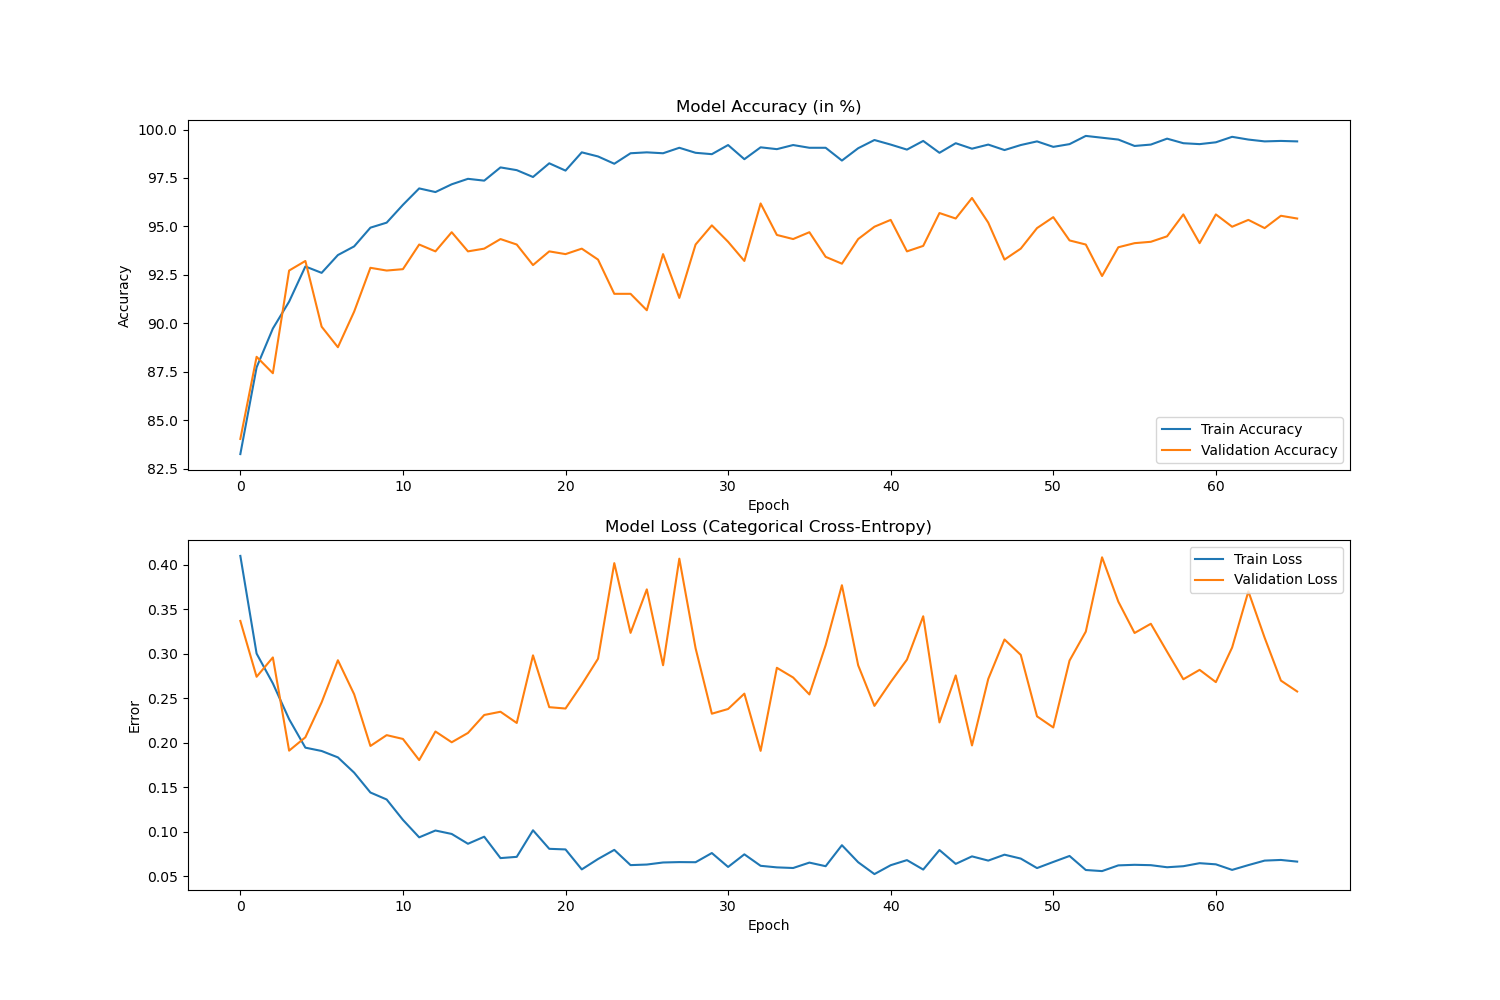 Model Accuracy (in %)
100.0
97.5
95.0
92.5
90.0
87.5
85.0
82.5
Accuracy
Train Accuracy
Validation Accuracy
0 10 20 30 40 50 60
Epoch
Model Loss (Categorical Cross-Entropy)
0.40
0.35
0.30
0.25
0.20
0.15
0.10
0.05
Error
Train Loss
Validation Loss
0 10 20 30 40 50 60
Epoch